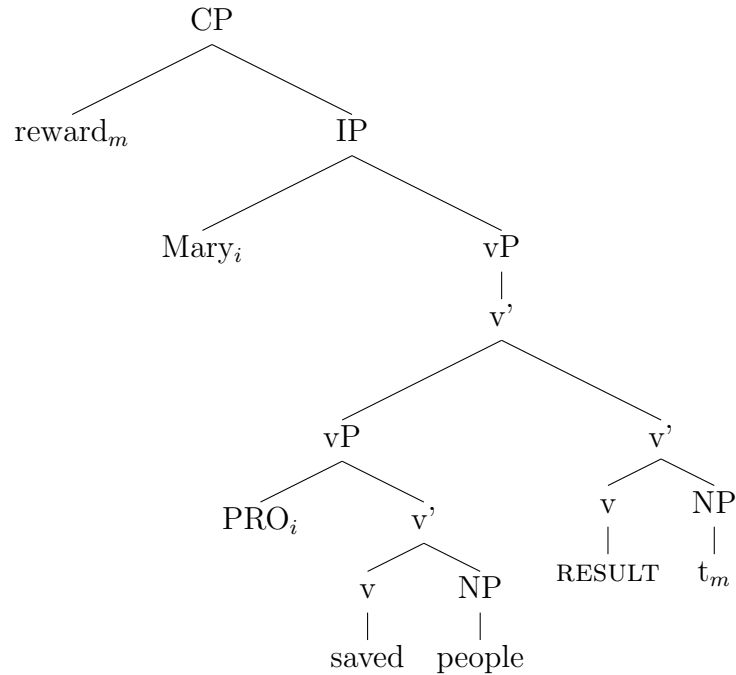 CP
reward_m IP
Mary_i vP
v’
vP v’
PRO_i v’ v NP
RESULT t_m
v NP
saved people